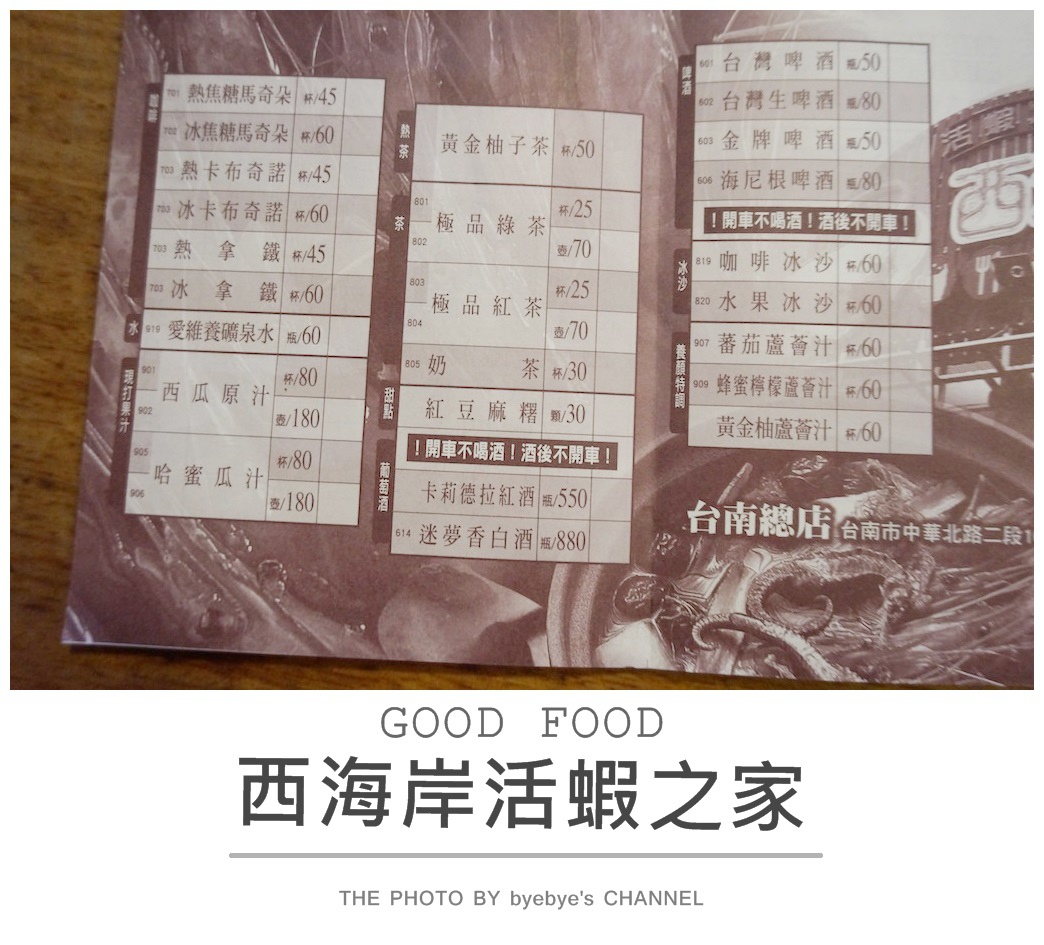 咖啡
701 熱焦糖馬奇朵 杯/45
702 冰焦糖馬奇朵 杯/60
703 熱卡布奇諾 杯/45
703 冰卡布奇諾 杯/60
703 熱拿鐵 杯/45
703 冰拿鐵 杯/60
水
919 愛維養礦泉水 瓶/60
現打果汁
901 西瓜原汁 杯/80
902 壺/180
905 哈蜜瓜汁 杯/80
906 壺/180
熱茶
黃金柚子茶 杯/50
茶
801 極品綠茶 杯/25
802 壺/70
803 極品紅茶 杯/25
804 壺/70
805 奶茶 杯/30
甜點
紅豆麻糬 顆/30
！開車不喝酒！酒後不開車！
葡萄酒
卡莉德拉紅酒 瓶/550
614 迷夢香白酒 瓶/880
啤酒
601 台灣啤酒 瓶/50
602 台灣生啤酒 瓶/80
603 金牌啤酒 瓶/50
606 海尼根啤酒 瓶/80
！開車不喝酒！酒後不開車！
冰沙
819 咖啡冰沙 杯/60
820 水果冰沙 杯/60
養顏特調
907 蕃茄蘆薈汁 杯/60
909 蜂蜜檸檬蘆薈汁 杯/60
黃金柚蘆薈汁 杯/60
活蝦
西
台南總店 台南市中華北路二段1
GOOD FOOD
西海岸活蝦之家
THE PHOTO BY byebye's CHANNEL